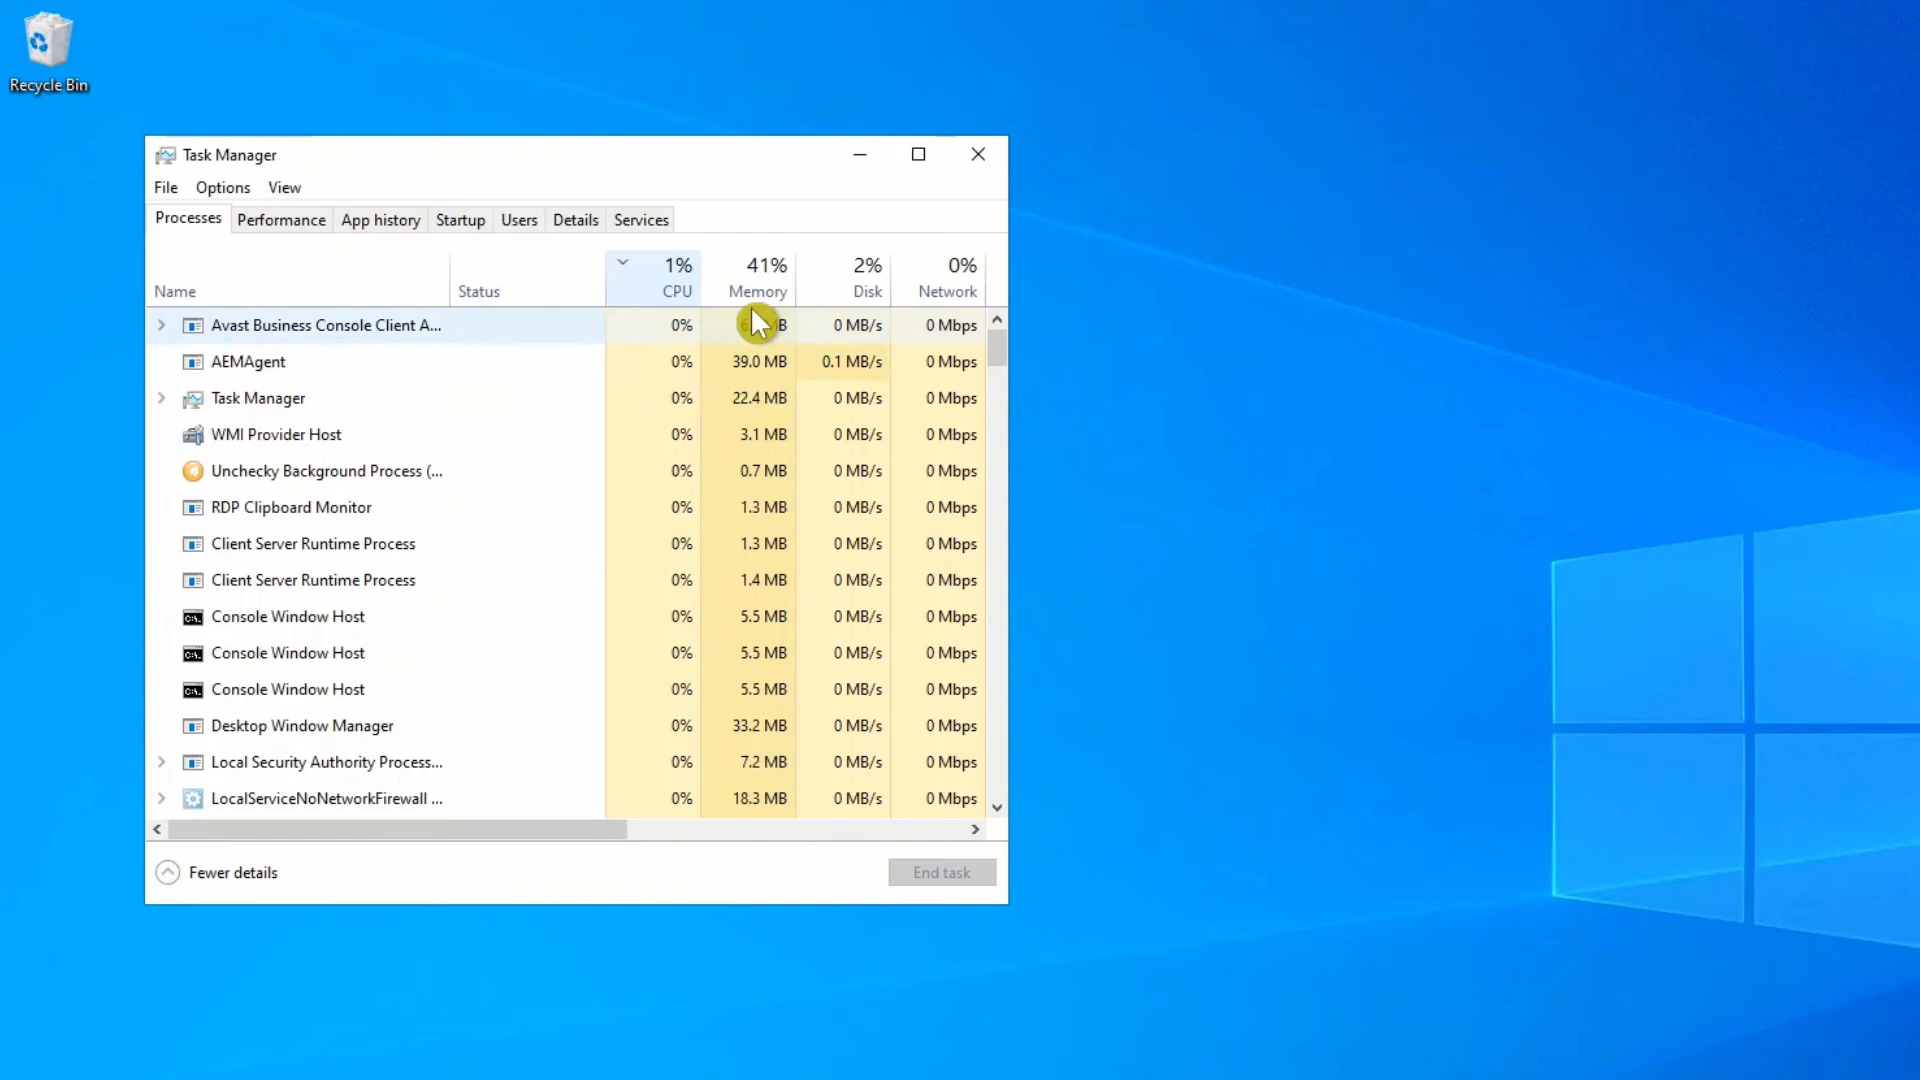 Recycle Bin
Task Manager
File Options View
Processes Performance App history Startup Users Details Services
1% 41% 2% 0%
Name Status CPU Memory Disk Network
Avast Business Console Client A... 0% 0 MB/s 0 Mbps
AEMAgent 0% 39.0 MB 0.1 MB/s 0 Mbps
Task Manager 0% 22.4 MB 0 MB/s 0 Mbps
WMI Provider Host 0% 3.1 MB 0 MB/s 0 Mbps
Unchecky Background Process (... 0% 0.7 MB 0 MB/s 0 Mbps
RDP Clipboard Monitor 0% 1.3 MB 0 MB/s 0 Mbps
Client Server Runtime Process 0% 1.3 MB 0 MB/s 0 Mbps
Client Server Runtime Process 0% 1.4 MB 0 MB/s 0 Mbps
Console Window Host 0% 5.5 MB 0 MB/s 0 Mbps
Console Window Host 0% 5.5 MB 0 MB/s 0 Mbps
Console Window Host 0% 5.5 MB 0 MB/s 0 Mbps
Desktop Window Manager 0% 33.2 MB 0 MB/s 0 Mbps
Local Security Authority Process... 0% 7.2 MB 0 MB/s 0 Mbps
LocalServiceNoNetworkFirewall ... 0% 18.3 MB 0 MB/s 0 Mbps
Fewer details End task